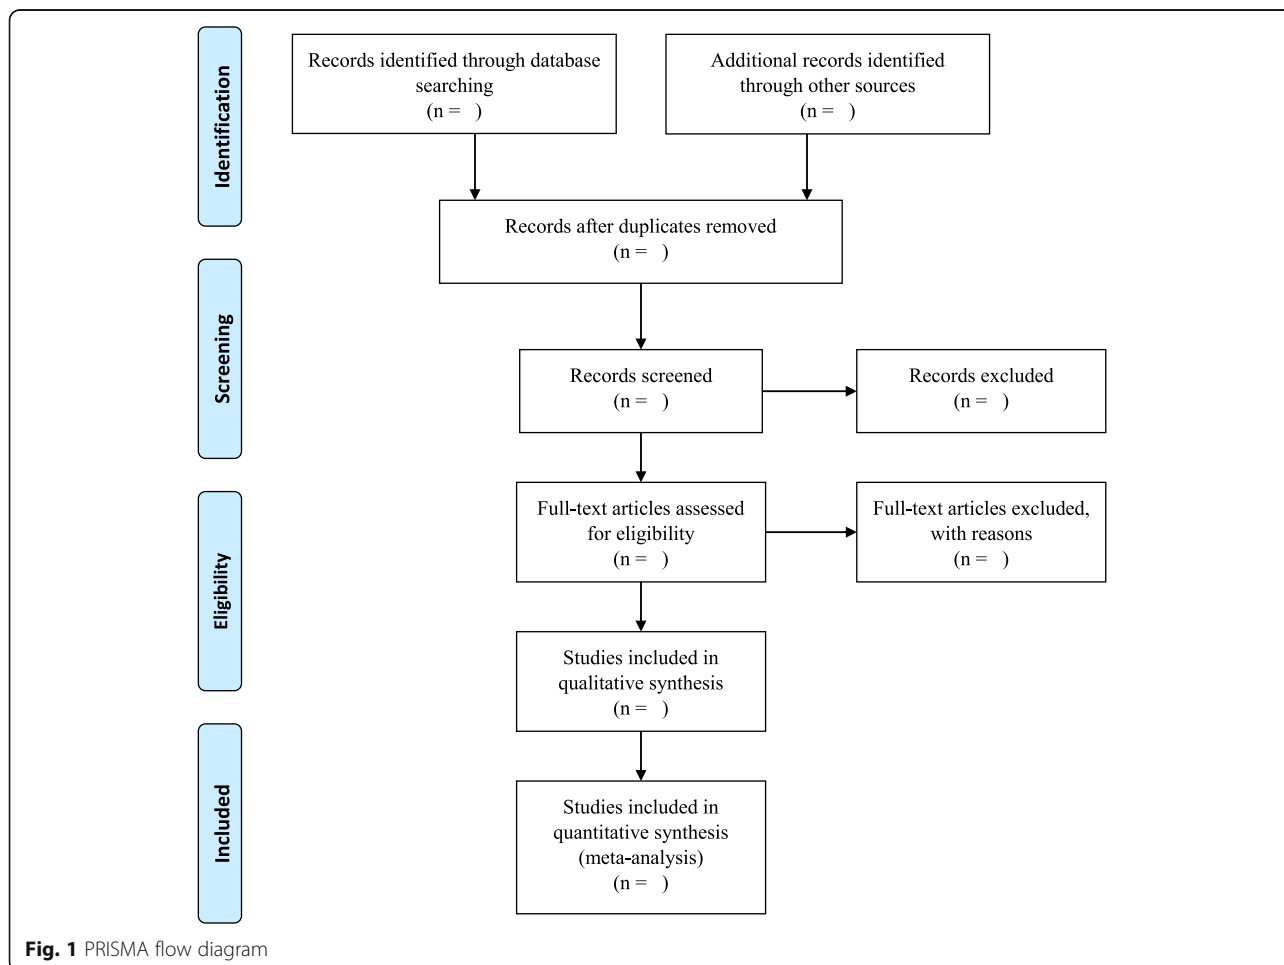 Identification
Records identified through database
searching
(n =   )
Additional records identified
through other sources
(n =   )
Records after duplicates removed
(n =   )
Screening
Records screened
(n =   )
Records excluded
(n =   )
Eligibility
Full-text articles assessed
for eligibility
(n =   )
Full-text articles excluded,
with reasons
(n =   )
Studies included in
qualitative synthesis
(n =   )
Included
Studies included in
quantitative synthesis
(meta-analysis)
(n =   )
Fig. 1 PRISMA flow diagram